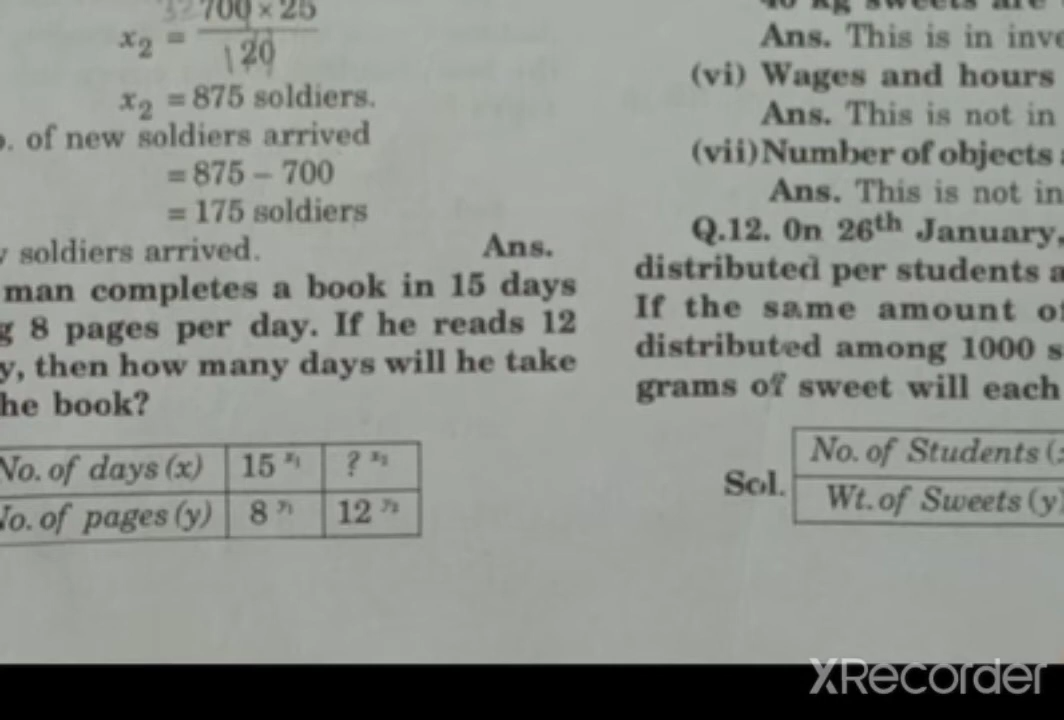 700 × 25
x2 =
120
x2 = 875 soldiers.
of new soldiers arrived
= 875 – 700
= 175 soldiers
soldiers arrived.
Ans.
man completes a book in 15 days
8 pages per day. If he reads 12
then how many days will he take
book?
No. of days (x) 15 x1 ? x2
No. of pages (y) 8 y1 12 y2
sweets are
Ans. This is in
(vi) Wages and hours
Ans. This is not in
(vii) Number of objects
Ans. This is not in
Q.12. On 26th January,
distributed per students
If the same amount of
distributed among 1000
grams of sweet will each
No. of Students
Sol.
Wt. of Sweets (y)
XRecorder